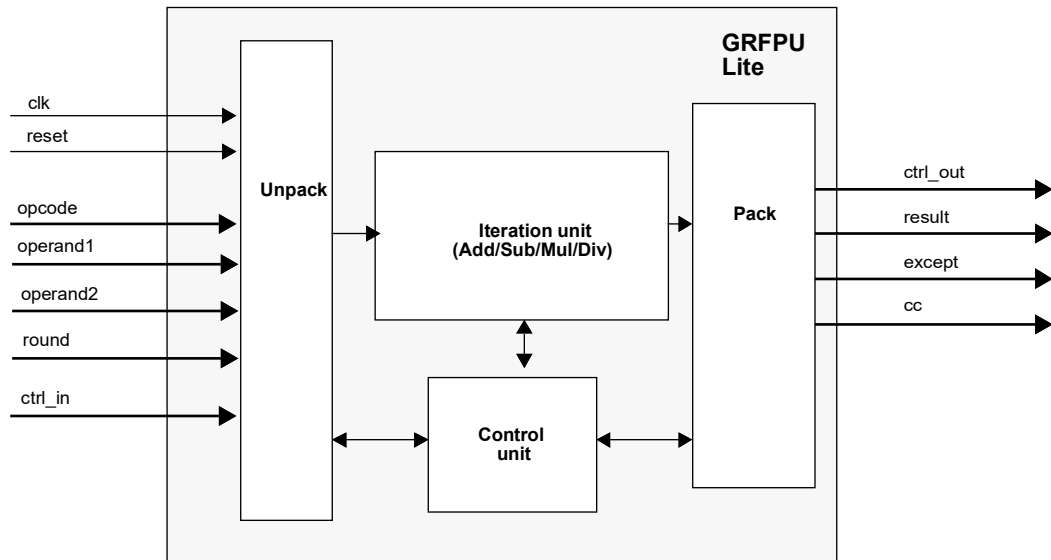 GRFPU
Lite
clk
reset
opcode
operand1
operand2
round
ctrl_in
Unpack
Iteration unit
(Add/Sub/Mul/Div)
Control
unit
Pack
ctrl_out
result
except
cc